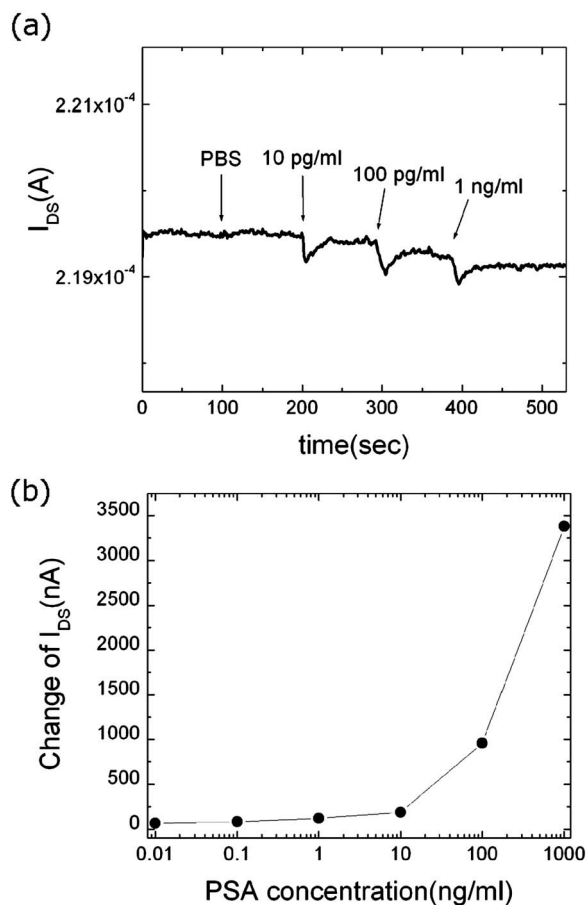 (a)
2.21x10⁻⁴
PBS
10 pg/ml
100 pg/ml
1 ng/ml
I_DS(A)
2.19x10⁻⁴
0 100 200 300 400 500
time(sec)
(b)
3500
3000
2500
2000
1500
1000
500
0
Change of I_DS(nA)
0.01 0.1 1 10 100 1000
PSA concentration(ng/ml)